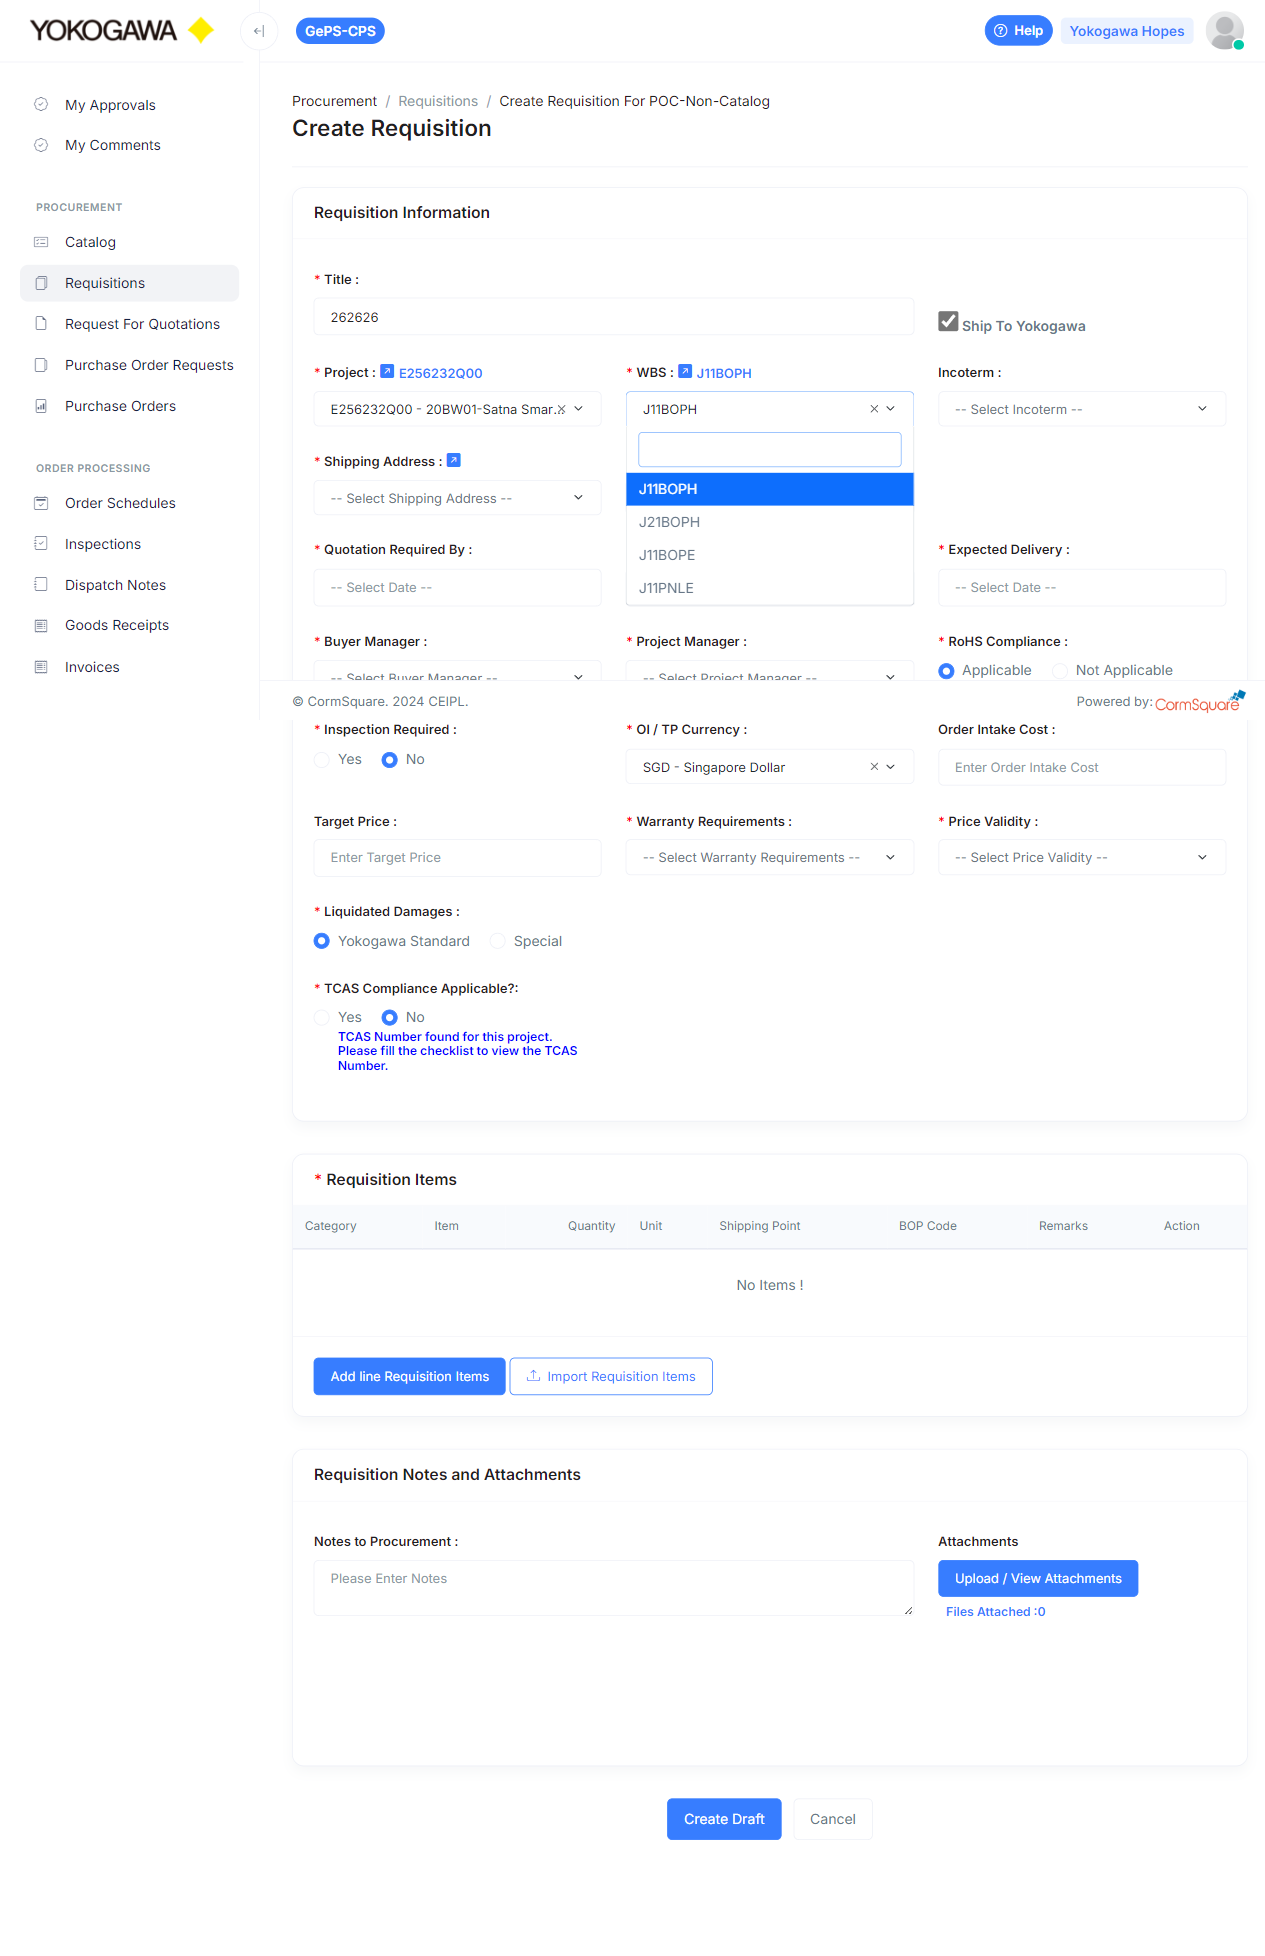 YOKOGAWA
GePS-CPS
Help
Yokogawa Hopes
My Approvals
My Comments
PROCUREMENT
Catalog
Requisitions
Request For Quotations
Purchase Order Requests
Purchase Orders
ORDER PROCESSING
Order Schedules
Inspections
Dispatch Notes
Goods Receipts
Invoices
Procurement / Requisitions / Create Requisition For POC-Non-Catalog
Create Requisition
Requisition Information
* Title :
262626
Ship To Yokogawa
* Project : E256232Q00
* WBS : J11BOPH
Incoterm :
E256232Q00 - 20BW01-Satna Smar...
J11BOPH
-- Select Incoterm --
* Shipping Address :
-- Select Shipping Address --
J11BOPH
J21BOPH
J11BOPE
J11PNLE
* Quotation Required By :
* Expected Delivery :
-- Select Date --
-- Select Date --
* Buyer Manager :
* Project Manager :
* RoHS Compliance :
-- Select Buyer Manager --
-- Select Project Manager --
Applicable
Not Applicable
© CormSquare. 2024 CEIPL.
Powered by: CormSquare
* Inspection Required :
* OI / TP Currency :
Order Intake Cost :
Yes
No
SGD - Singapore Dollar
Enter Order Intake Cost
Target Price :
* Warranty Requirements :
* Price Validity :
Enter Target Price
-- Select Warranty Requirements --
-- Select Price Validity --
* Liquidated Damages :
Yokogawa Standard
Special
* TCAS Compliance Applicable?:
Yes
No
TCAS Number found for this project.
Please fill the checklist to view the TCAS
Number.
* Requisition Items
Category Item Quantity Unit Shipping Point BOP Code Remarks Action
No Items !
Add line Requisition Items
Import Requisition Items
Requisition Notes and Attachments
Notes to Procurement :
Attachments
Please Enter Notes
Upload / View Attachments
Files Attached :0
Create Draft
Cancel